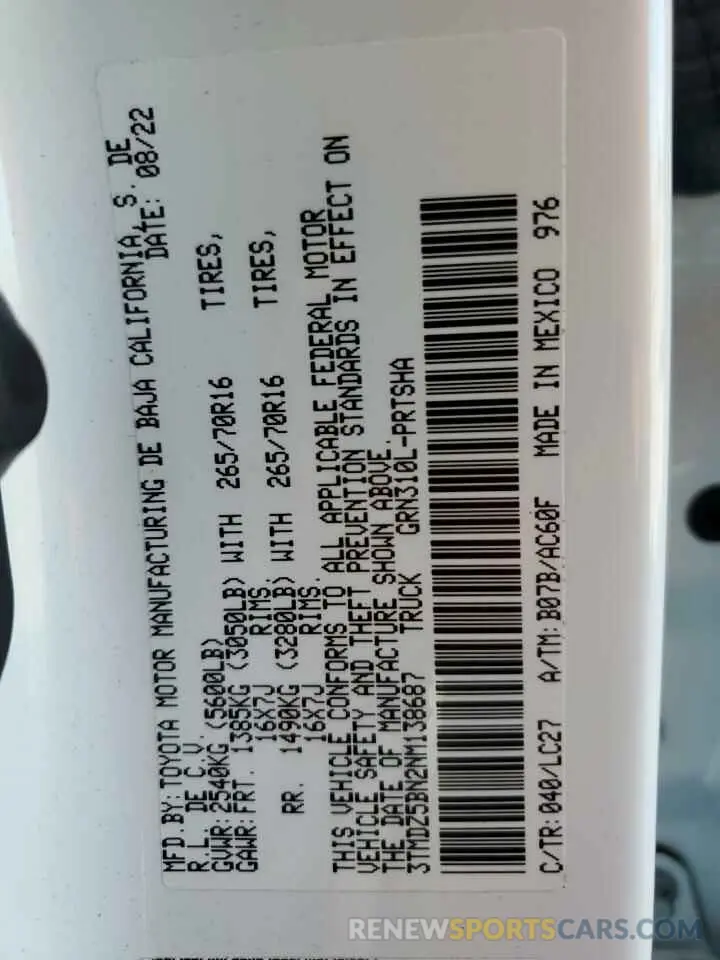 MFD.BY:TOYOTA MOTOR MANUFACTURING DE BAJA CALIFORNIA, S. DE
R.L. DE C.V. DATE: 08/22
GVWR:2540KG (5600LB)
GAWR:FRT. 1385KG (3050LB) WITH 265/70R16 TIRES,
16X7J RIMS.
RR. 1490KG (3280LB) WITH 265/70R16 TIRES,
16X7J RIMS.
THIS VEHICLE CONFORMS TO ALL APPLICABLE FEDERAL MOTOR
VEHICLE SAFETY AND THEFT PREVENTION STANDARDS IN EFFECT ON
THE DATE OF MANUFACTURE SHOWN ABOVE.
3TMDZ5BN2NM138687 TRUCK GRN310L-PRTSHA
C/TR:040/LC27 A/TM:B07B/AC60F MADE IN MEXICO 976
RENEWSPORTSCARS.COM